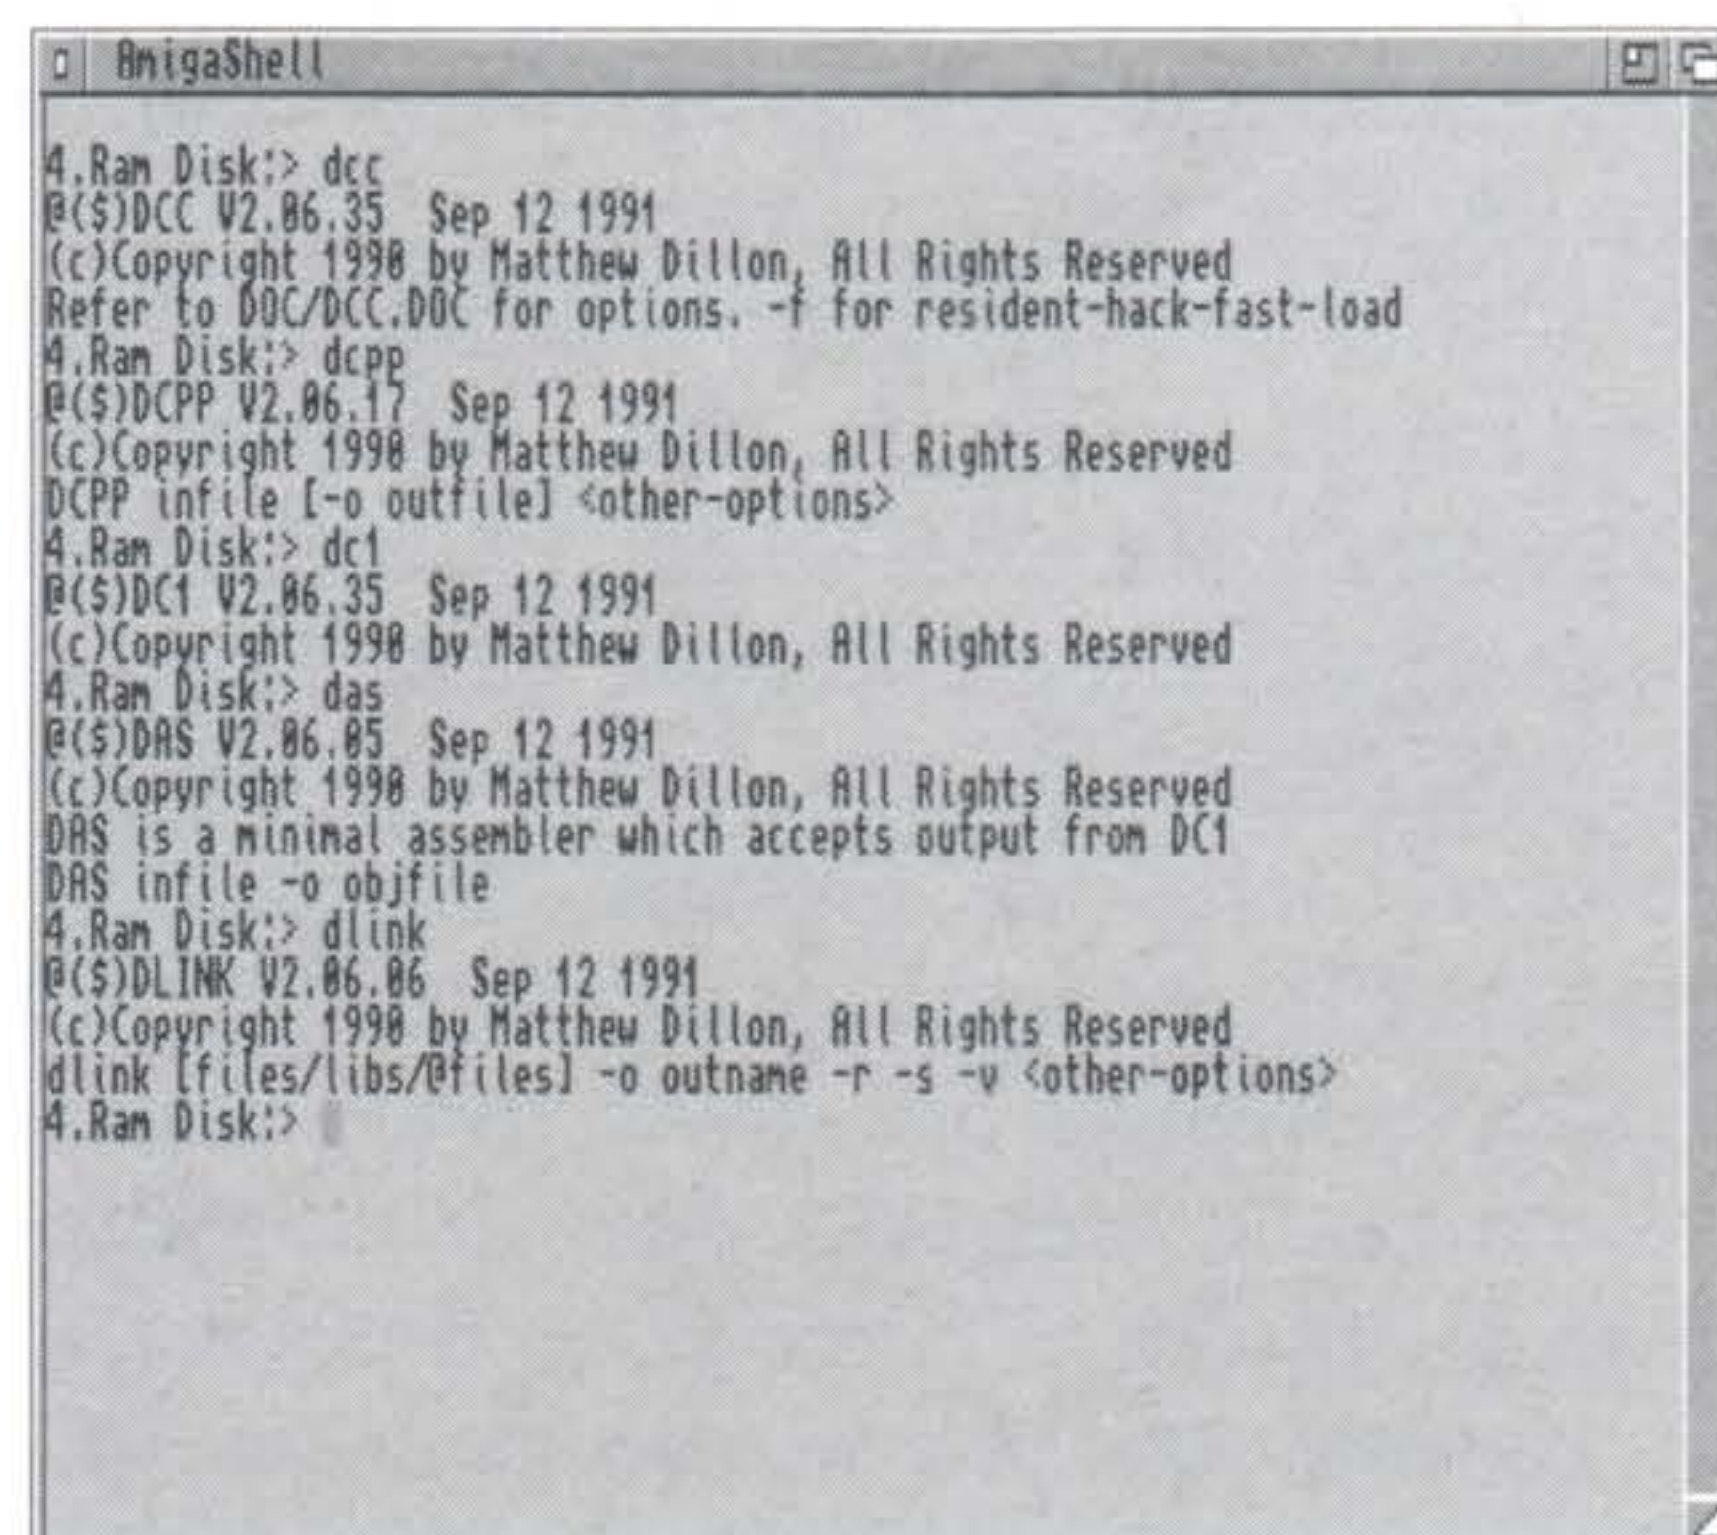 AmigaShell
4.Ram Disk:> dcc
@($)DCC V2.06.35  Sep 12 1991
(c)Copyright 1990 by Matthew Dillon, All Rights Reserved
Refer to DOC/DCC.DOC for options. -f for resident-hack-fast-load
4.Ram Disk:> dcpp
@($)DCPP V2.06.17  Sep 12 1991
(c)Copyright 1990 by Matthew Dillon, All Rights Reserved
DCPP infile [-o outfile] <other-options>
4.Ram Disk:> dc1
@($)DC1 V2.06.35  Sep 12 1991
(c)Copyright 1990 by Matthew Dillon, All Rights Reserved
4.Ram Disk:> das
@($)DAS V2.06.05  Sep 12 1991
(c)Copyright 1990 by Matthew Dillon, All Rights Reserved
DAS is a minimal assembler which accepts output from DC1
DAS infile -o objfile
4.Ram Disk:> dlink
@($)DLINK V2.06.06  Sep 12 1991
(c)Copyright 1990 by Matthew Dillon, All Rights Reserved
dlink [files/libs/@files] -o outname -r -s -v <other-options>
4.Ram Disk:>